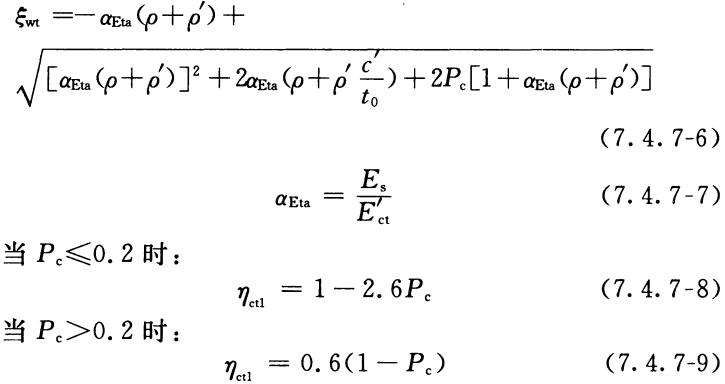 ξwt =-αEta(ρ+ρ′)+
√[αEta(ρ+ρ′)]²+2αEta(ρ+ρ′ c′/t0)+2Pc[1+αEta(ρ+ρ′)]
(7.4.7-6)
αEta = Es/E′ct (7.4.7-7)
当 Pc≤0.2 时:
ηctl = 1-2.6Pc (7.4.7-8)
当 Pc>0.2 时:
ηctl = 0.6(1-Pc) (7.4.7-9)